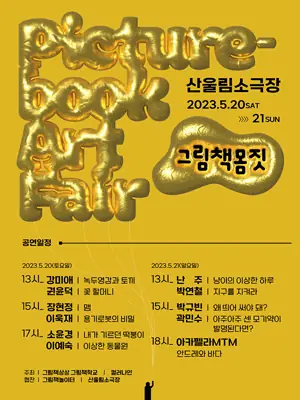 Picture-
book
Art
Fair
산울림소극장
2023.5.20SAT
>>>> 21SUN
그림책몸짓
공연일정
2023.5.20(토요일)
13시 강미애 | 녹두영감과 토끼
권윤덕 | 꽃 할머니
15시 장현정 | 맴
이욱재 | 용기로봇의 비밀
17시 소윤경 | 내가 기르던 떡붕이
이예숙 | 이상한 동물원
2023.5.21(일요일)
13시 난 주 | 냥이의 이상한 하루
박연철 | 지구를 지켜라
15시 박규빈 | 왜 띄어 써야 돼?
곽민수 | 아주아주 센 모기약이
발명된다면?
18시 아카펠라MTM
안드레와 바다
주최 | 그림책상상 그림책학교 | 컬러나인
협찬 | 그림책놀이터 | 산울림소극장